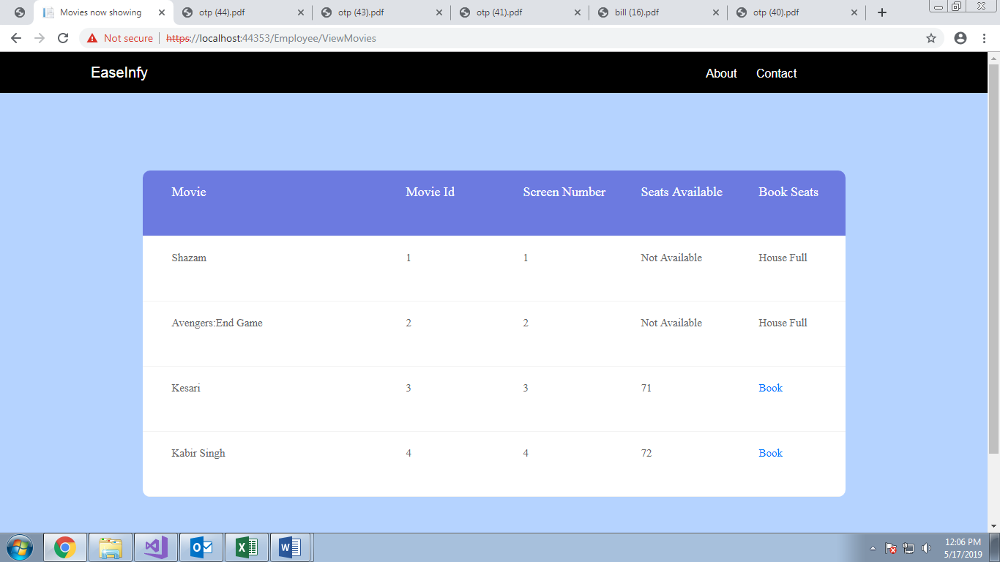 Movies now showing
otp (44).pdf
otp (43).pdf
otp (41).pdf
bill (16).pdf
otp (40).pdf
Not secure https://localhost:44353/Employee/ViewMovies
EaseInfy About Contact
Movie Movie Id Screen Number Seats Available Book Seats
Shazam 1 1 Not Available House Full
Avengers:End Game 2 2 Not Available House Full
Kesari 3 3 71 Book
Kabir Singh 4 4 72 Book
12:06 PM
5/17/2019